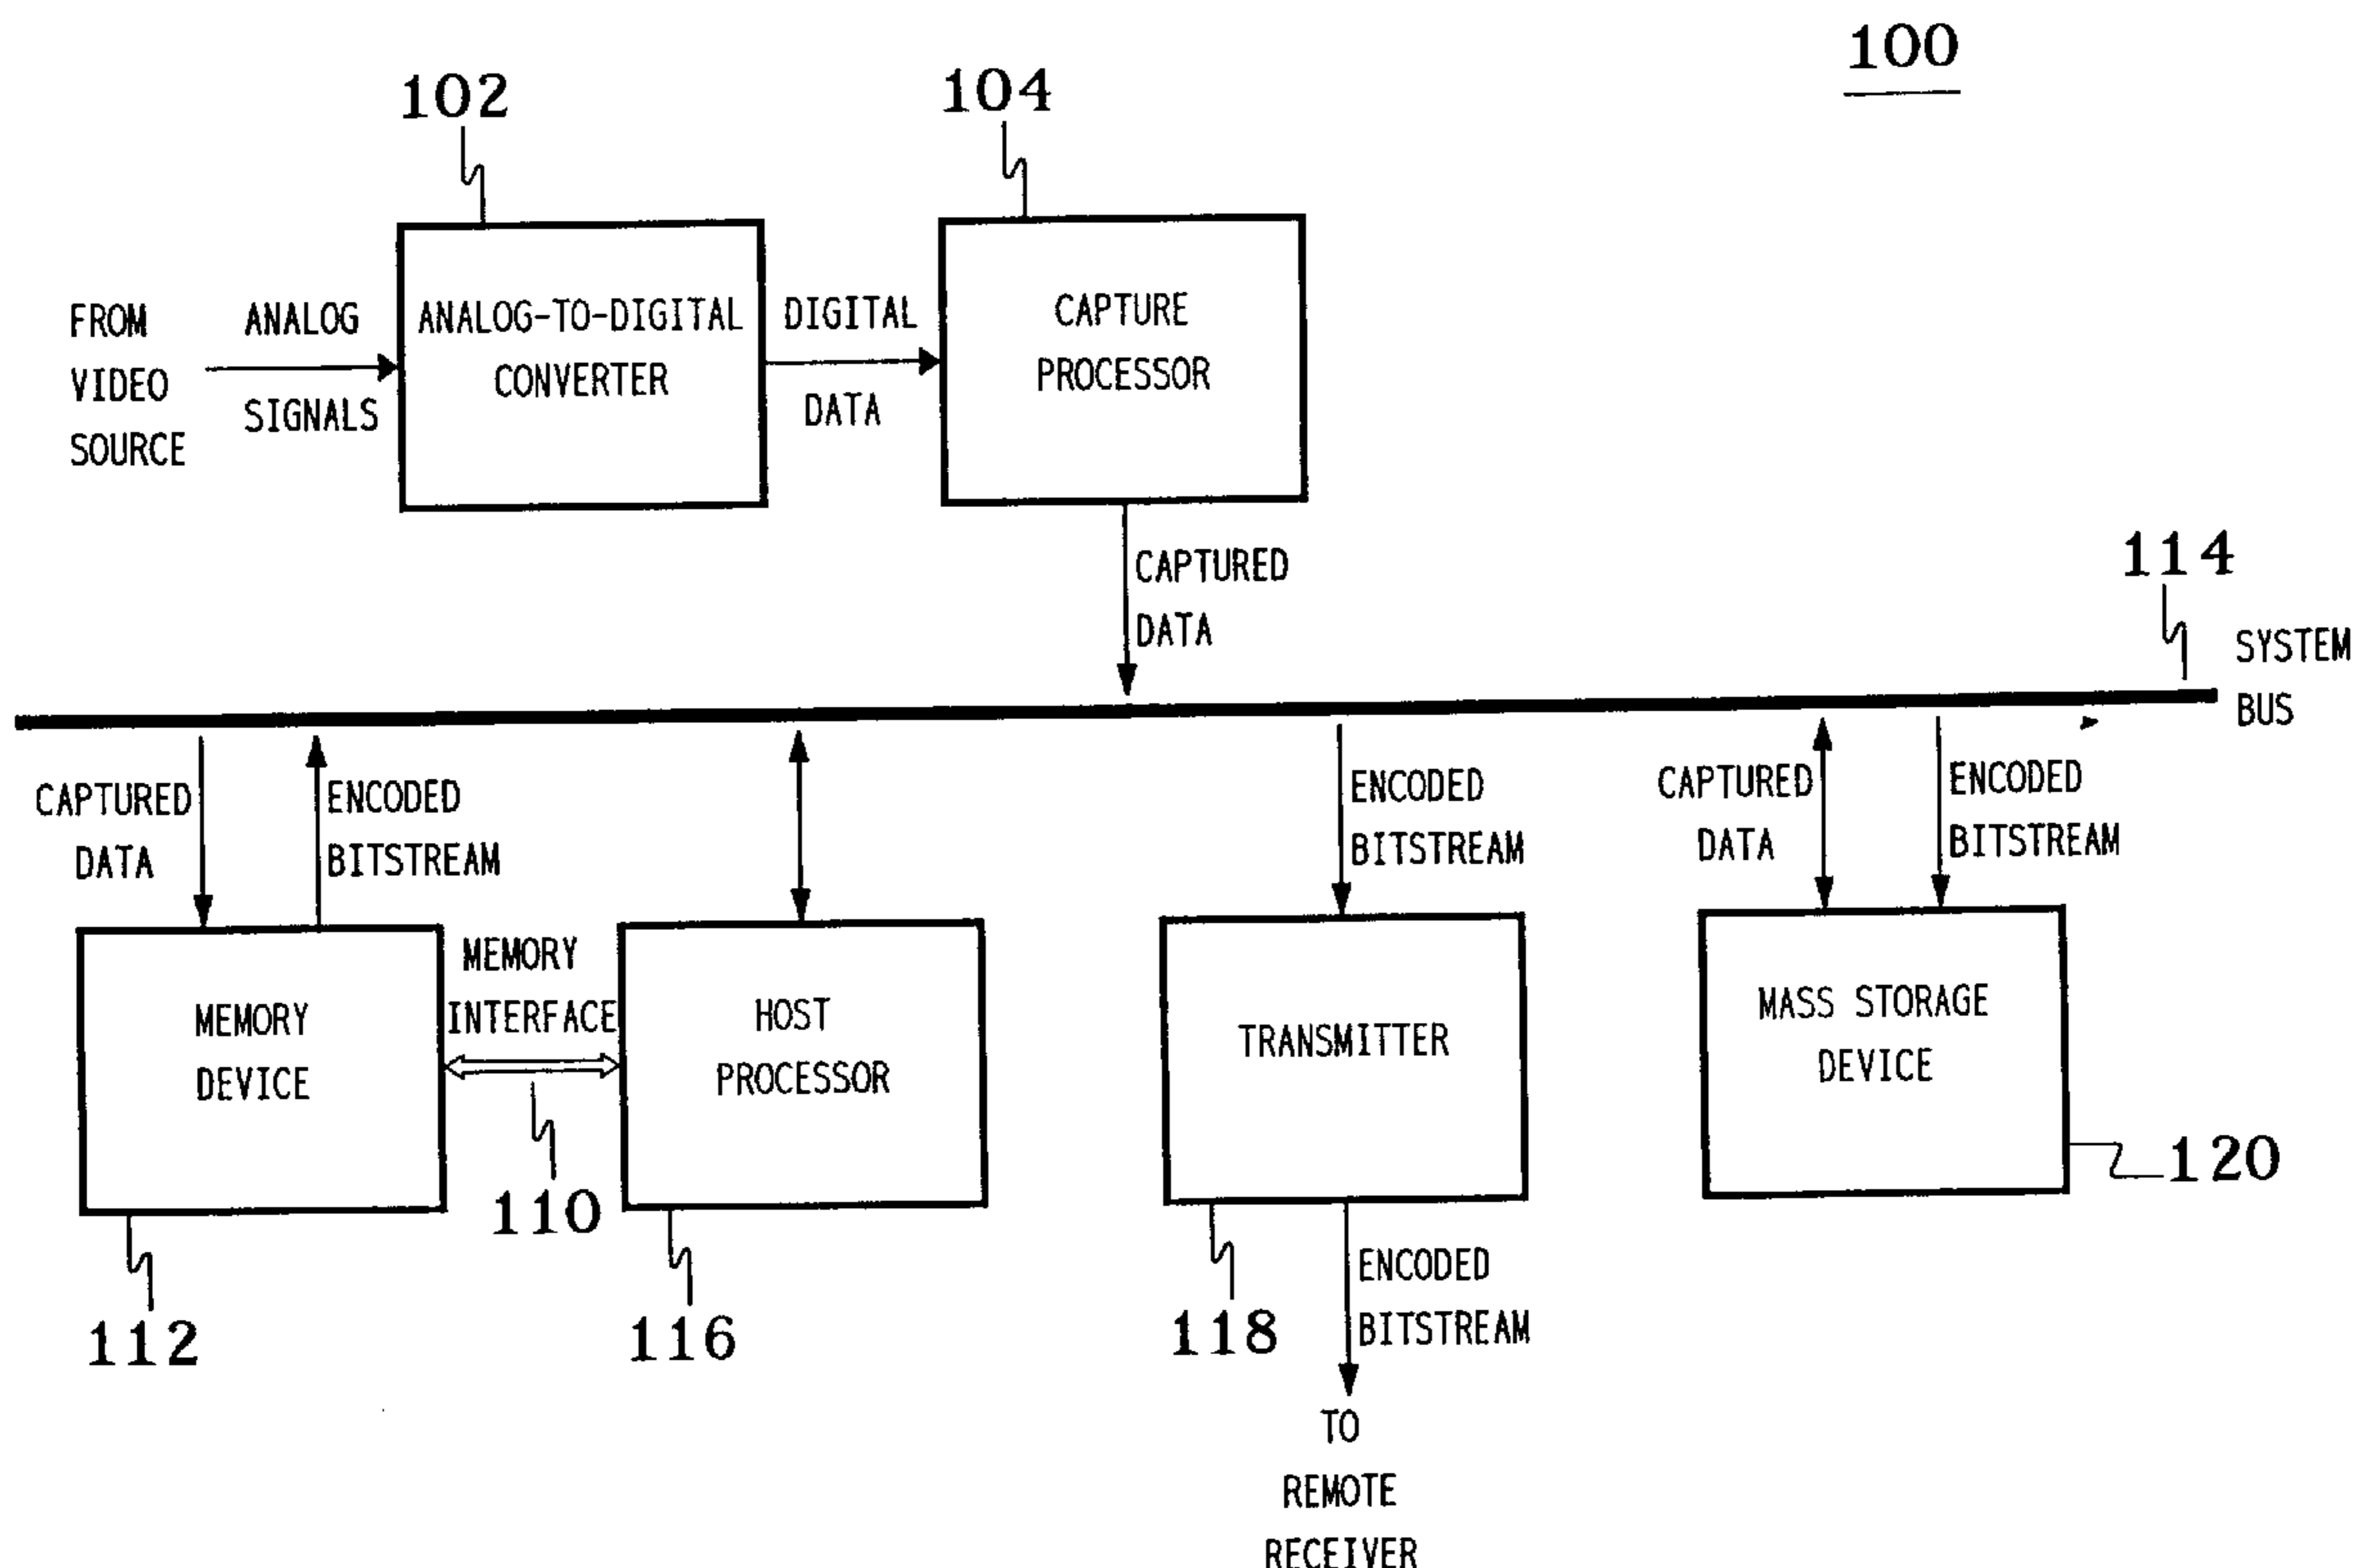 100
102
104
FROM
VIDEO
SOURCE
ANALOG
SIGNALS
ANALOG-TO-DIGITAL
CONVERTER
DIGITAL
DATA
CAPTURE
PROCESSOR
CAPTURED
DATA
114
SYSTEM
BUS
CAPTURED
DATA
ENCODED
BITSTREAM
ENCODED
BITSTREAM
CAPTURED
DATA
ENCODED
BITSTREAM
MEMORY
DEVICE
MEMORY
INTERFACE
110
HOST
PROCESSOR
TRANSMITTER
MASS STORAGE
DEVICE
120
112
116
118
ENCODED
BITSTREAM
TO
REMOTE
RECEIVER